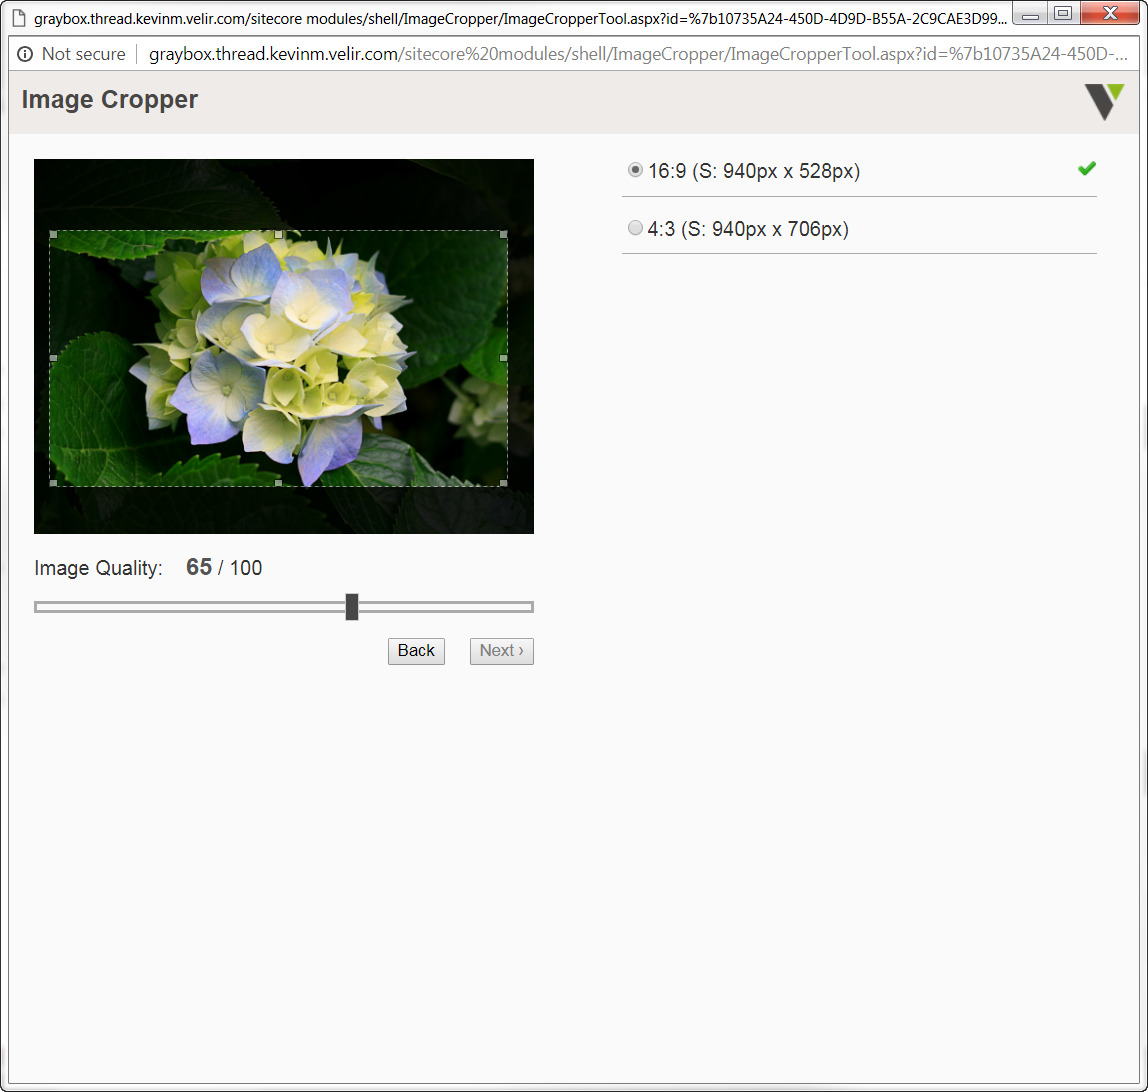 graybox.thread.kevinm.velir.com/sitecore modules/shell/ImageCropper/ImageCropperTool.aspx?id=%7b10735A24-450D-4D9D-B55A-2C9CAE3D99...
Not secure graybox.thread.kevinm.velir.com/sitecore%20modules/shell/ImageCropper/ImageCropperTool.aspx?id=%7b10735A24-450D-...
Image Cropper
16:9 (S: 940px x 528px)
4:3 (S: 940px x 706px)
Image Quality: 65 / 100
Back Next ›